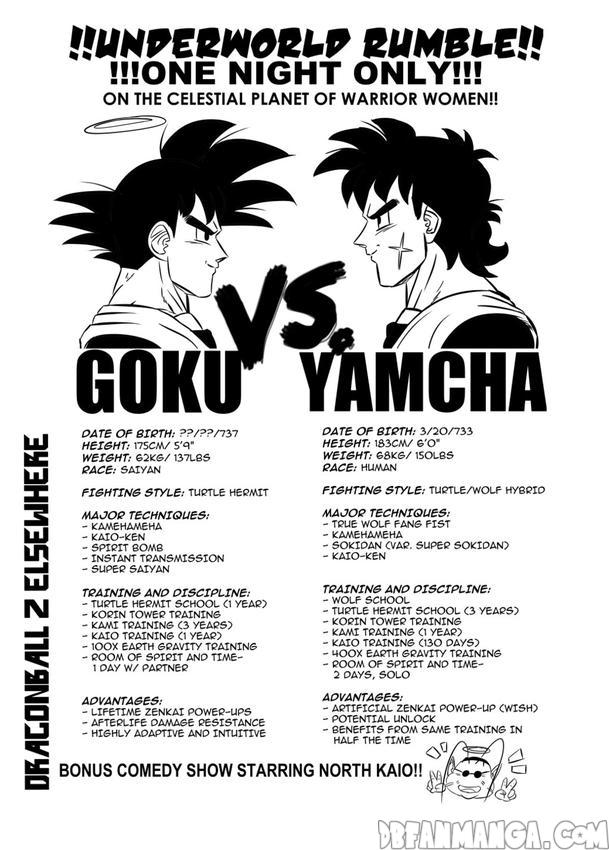 !!UNDERWORLD RUMBLE!!
!!!ONE NIGHT ONLY!!!
ON THE CELESTIAL PLANET OF WARRIOR WOMEN!!
VS.
GOKU
YAMCHA
DATE OF BIRTH: ??/??/737
HEIGHT: 175CM/ 5'9"
WEIGHT: 62KG/ 137LBS
RACE: SAIYAN
FIGHTING STYLE: TURTLE HERMIT
MAJOR TECHNIQUES:
- KAMEHAMEHA
- KAIO-KEN
- SPIRIT BOMB
- INSTANT TRANSMISSION
- SUPER SAIYAN
TRAINING AND DISCIPLINE:
- TURTLE HERMIT SCHOOL (1 YEAR)
- KORIN TOWER TRAINING
- KAMI TRAINING (3 YEARS)
- KAIO TRAINING (1 YEAR)
- 100X EARTH GRAVITY TRAINING
- ROOM OF SPIRIT AND TIME-
1 DAY W/ PARTNER
ADVANTAGES:
- LIFETIME ZENKAI POWER-UPS
- AFTERLIFE DAMAGE RESISTANCE
- HIGHLY ADAPTIVE AND INTUITIVE
DATE OF BIRTH: 3/20/733
HEIGHT: 183CM/ 6'0"
WEIGHT: 68KG/ 150LBS
RACE: HUMAN
FIGHTING STYLE: TURTLE/WOLF HYBRID
MAJOR TECHNIQUES:
- TRUE WOLF FANG FIST
- KAMEHAMEHA
- SOKIDAN (VAR. SUPER SOKIDAN)
- KAIO-KEN
TRAINING AND DISCIPLINE:
- WOLF SCHOOL
- TURTLE HERMIT SCHOOL (3 YEARS)
- KORIN TOWER TRAINING
- KAMI TRAINING (1 YEAR)
- KAIO TRAINING (130 DAYS)
- 400X EARTH GRAVITY TRAINING
- ROOM OF SPIRIT AND TIME-
2 DAYS, SOLO
ADVANTAGES:
- ARTIFICIAL ZENKAI POWER-UP (WISH)
- POTENTIAL UNLOCK
- BENEFITS FROM SAME TRAINING IN
HALF THE TIME
DRAGONBALL Z ELSEWHERE
BONUS COMEDY SHOW STARRING NORTH KAIO!!
DBFANMANGA.COM